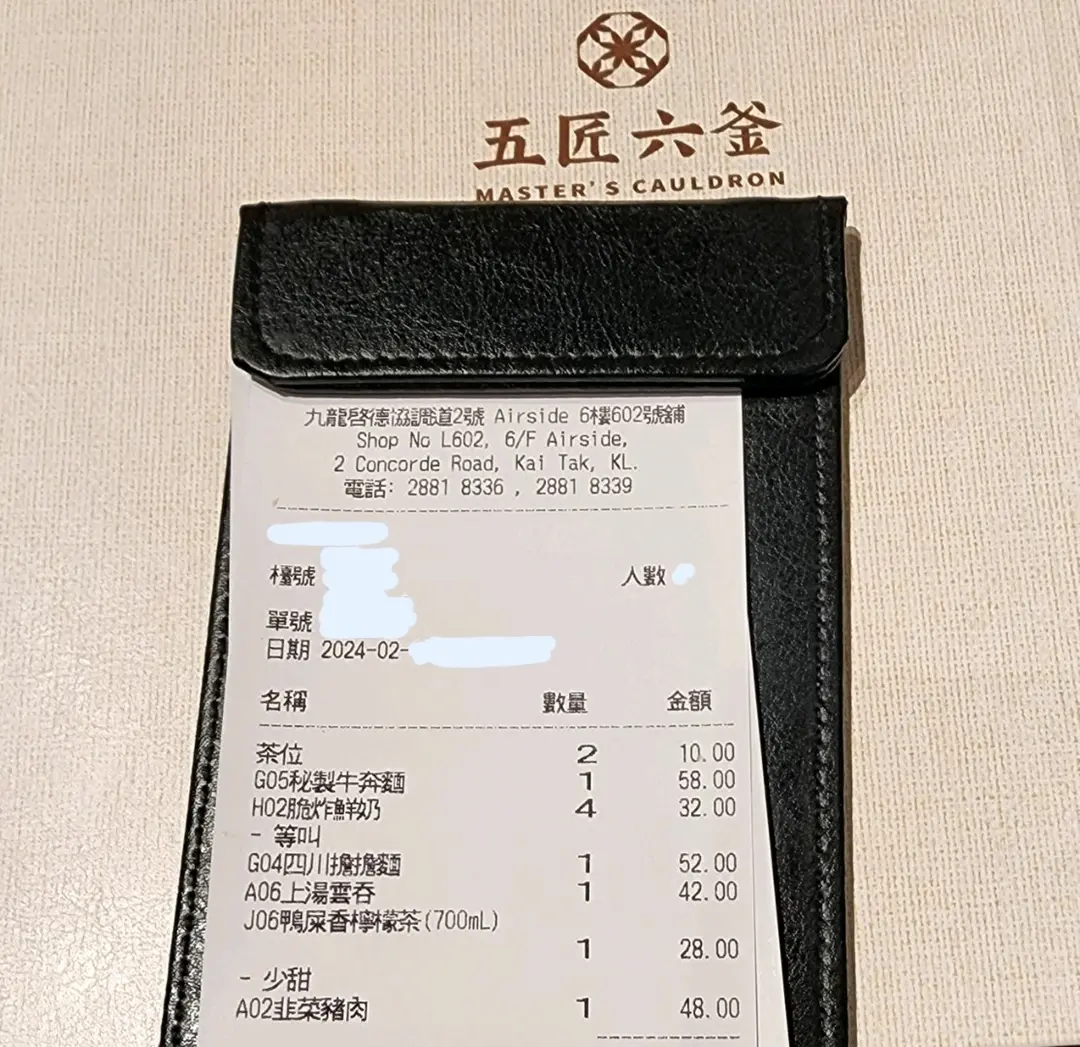 五匠六釜
MASTER'S CAULDRON
九龍啓德協調道2號 Airside 6樓602號舖
Shop No L602, 6/F Airside,
2 Concorde Road, Kai Tak, KL.
電話: 2881 8336 , 2881 8339
檯號 人數
單號
日期 2024-02-
名稱 數量 金額
茶位 2 10.00
G05秘製牛奔麵 1 58.00
H02脆炸鮮奶 4 32.00
- 等叫
G04四川擔擔麵 1 52.00
A06上湯雲吞 1 42.00
J06鴨屎香檸檬茶(700mL)
1 28.00
- 少甜
A02韭菜豬肉 1 48.00